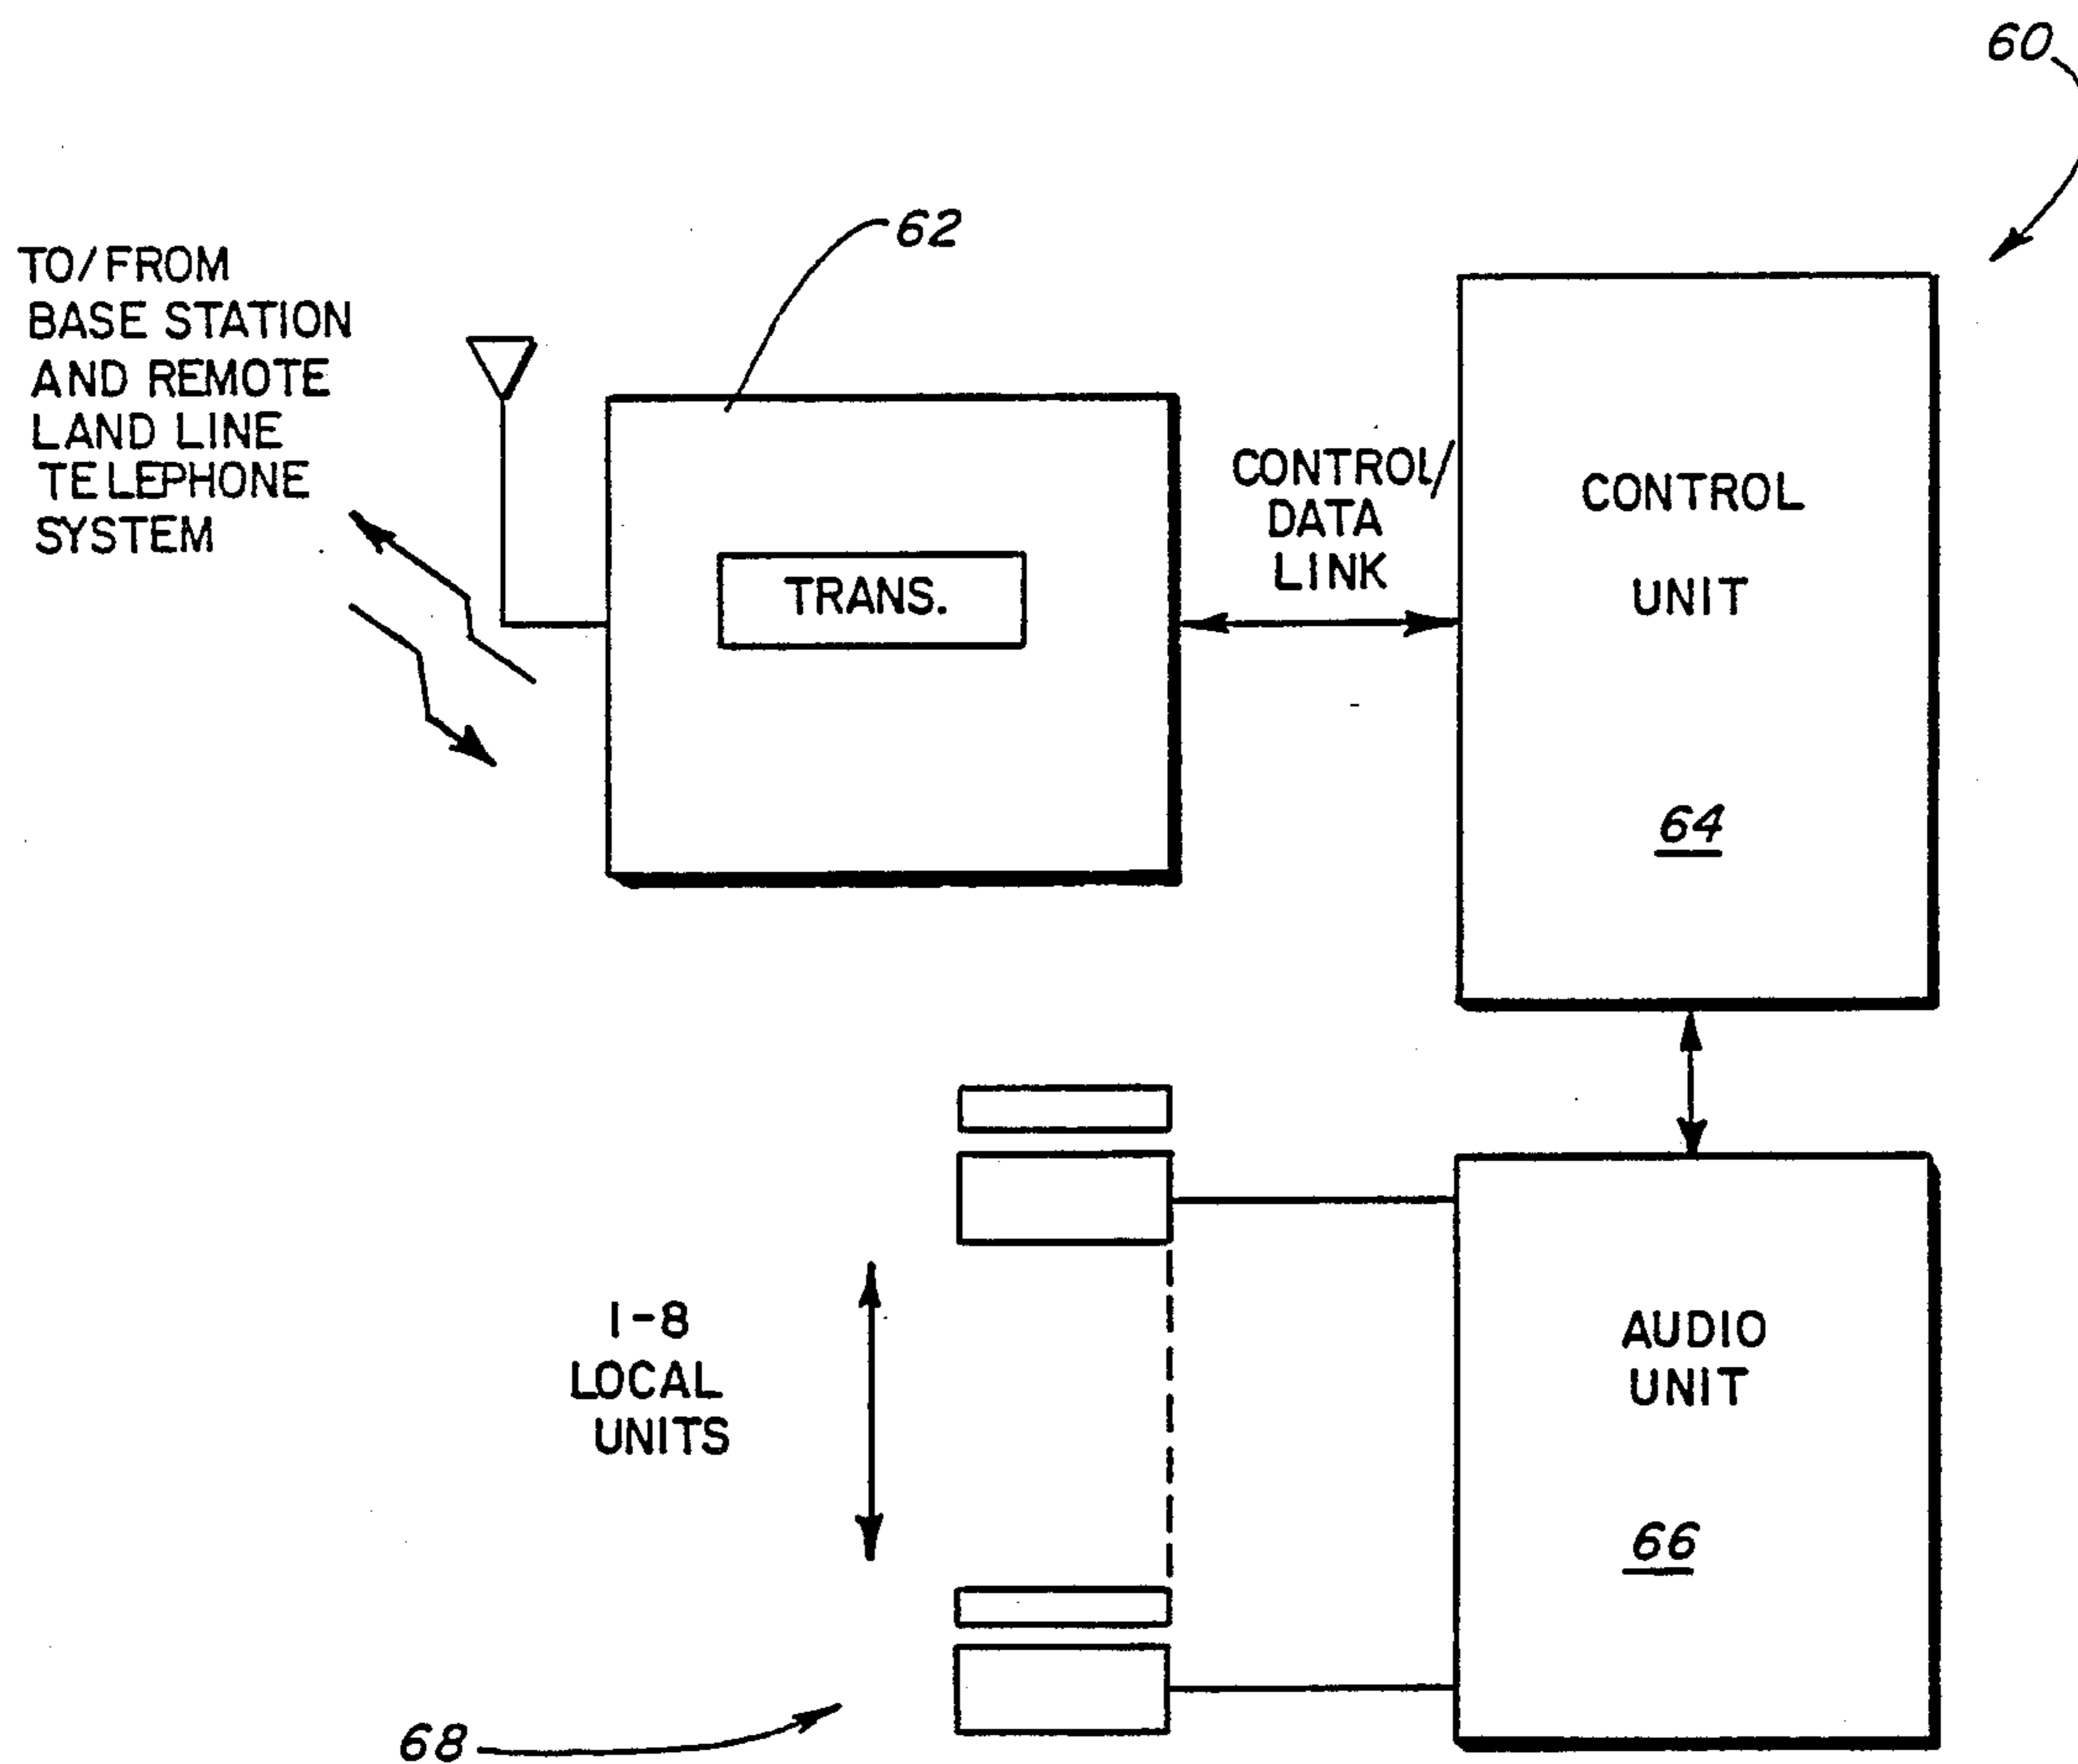 60
62
TO/FROM
BASE STATION
AND REMOTE
LAND LINE
TELEPHONE
SYSTEM
TRANS.
CONTROL/
DATA
LINK
CONTROL
UNIT
64
1-8
LOCAL
UNITS
AUDIO
UNIT
66
68